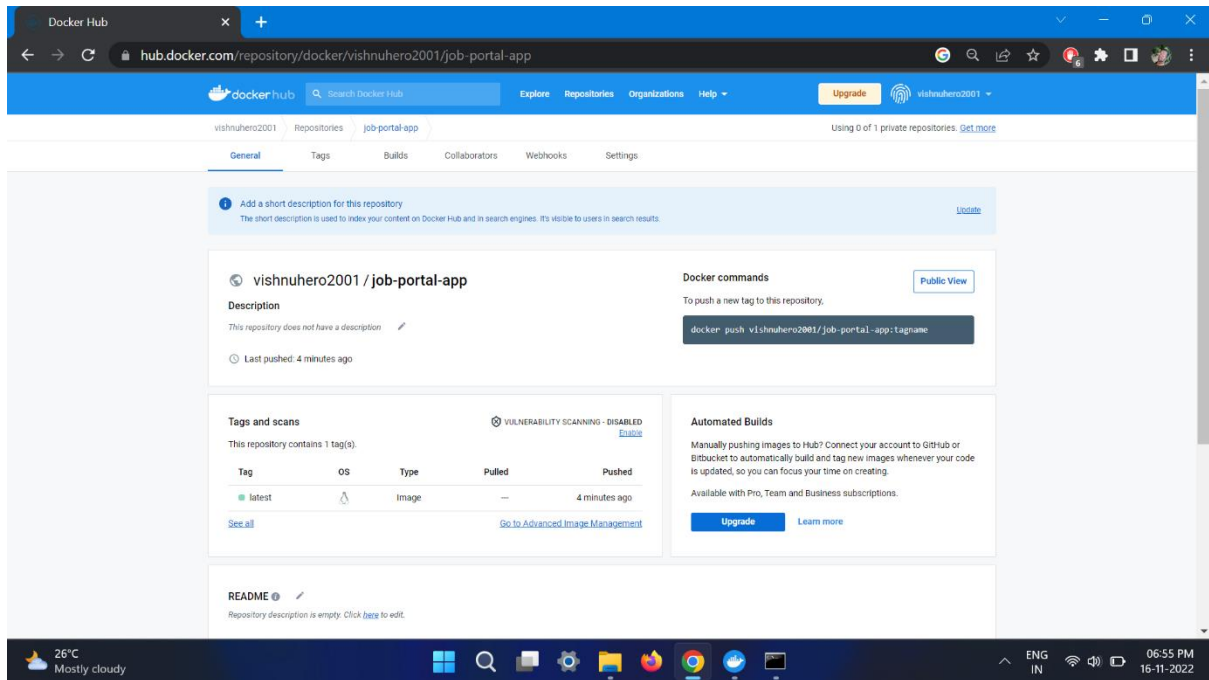 Docker Hub
hub.docker.com/repository/docker/vishnuhero2001/job-portal-app
6
dockerhub Search Docker Hub Explore Repositories Organizations Help Upgrade vishnuhero2001
vishnuhero2001 Repositories job-portal-app Using 0 of 1 private repositories. Get more
General Tags Builds Collaborators Webhooks Settings
Add a short description for this repository
The short description is used to index your content on Docker Hub and in search engines. It's visible to users in search results.
Update
vishnuhero2001 / job-portal-app
Description
This repository does not have a description
Last pushed: 4 minutes ago
Docker commands
Public View
To push a new tag to this repository,
docker push vishnuhero2001/job-portal-app:tagname
Tags and scans
VULNERABILITY SCANNING - DISABLED
Enable
This repository contains 1 tag(s).
Tag OS Type Pulled Pushed
latest Image — 4 minutes ago
See all Go to Advanced Image Management
Automated Builds
Manually pushing images to Hub? Connect your account to GitHub or
Bitbucket to automatically build and tag new images whenever your code
is updated, so you can focus your time on creating.
Available with Pro, Team and Business subscriptions.
Upgrade Learn more
README
Repository description is empty. Click here to edit.
26°C
Mostly cloudy
ENG
IN
06:55 PM
16-11-2022